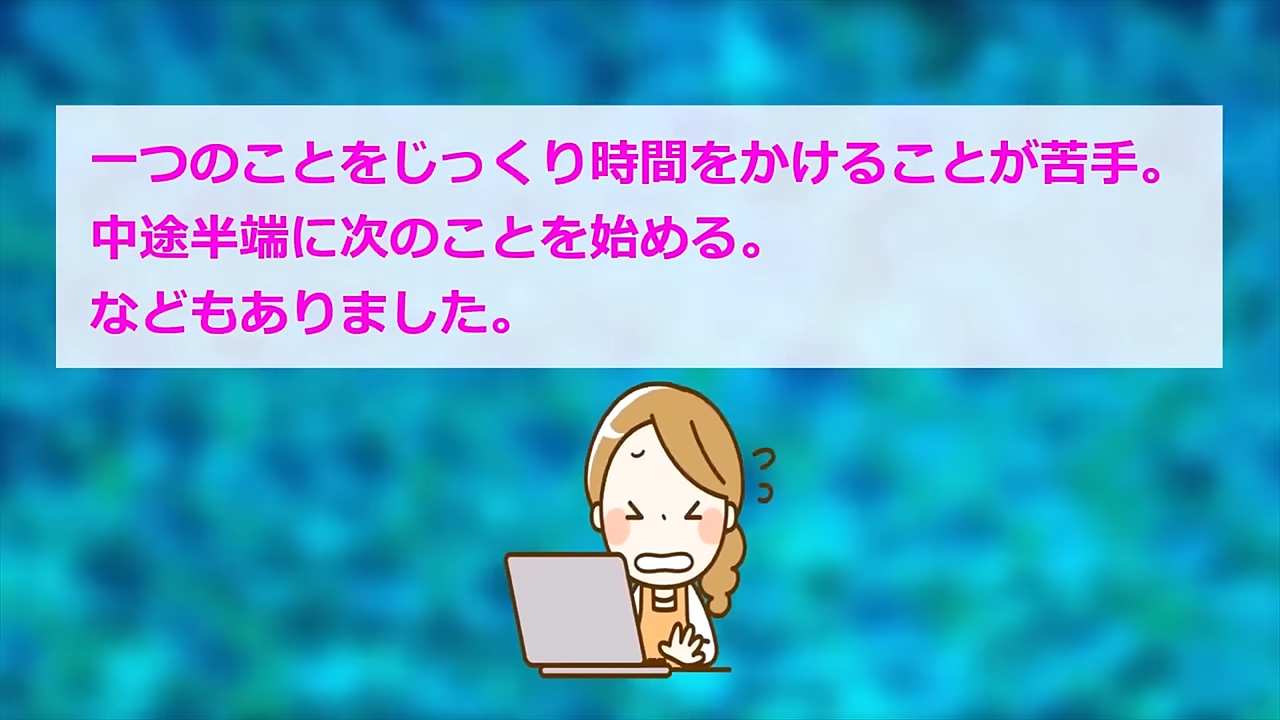 一つのことをじっくり時間をかけることが苦手。
中途半端に次のことを始める。
などもありました。